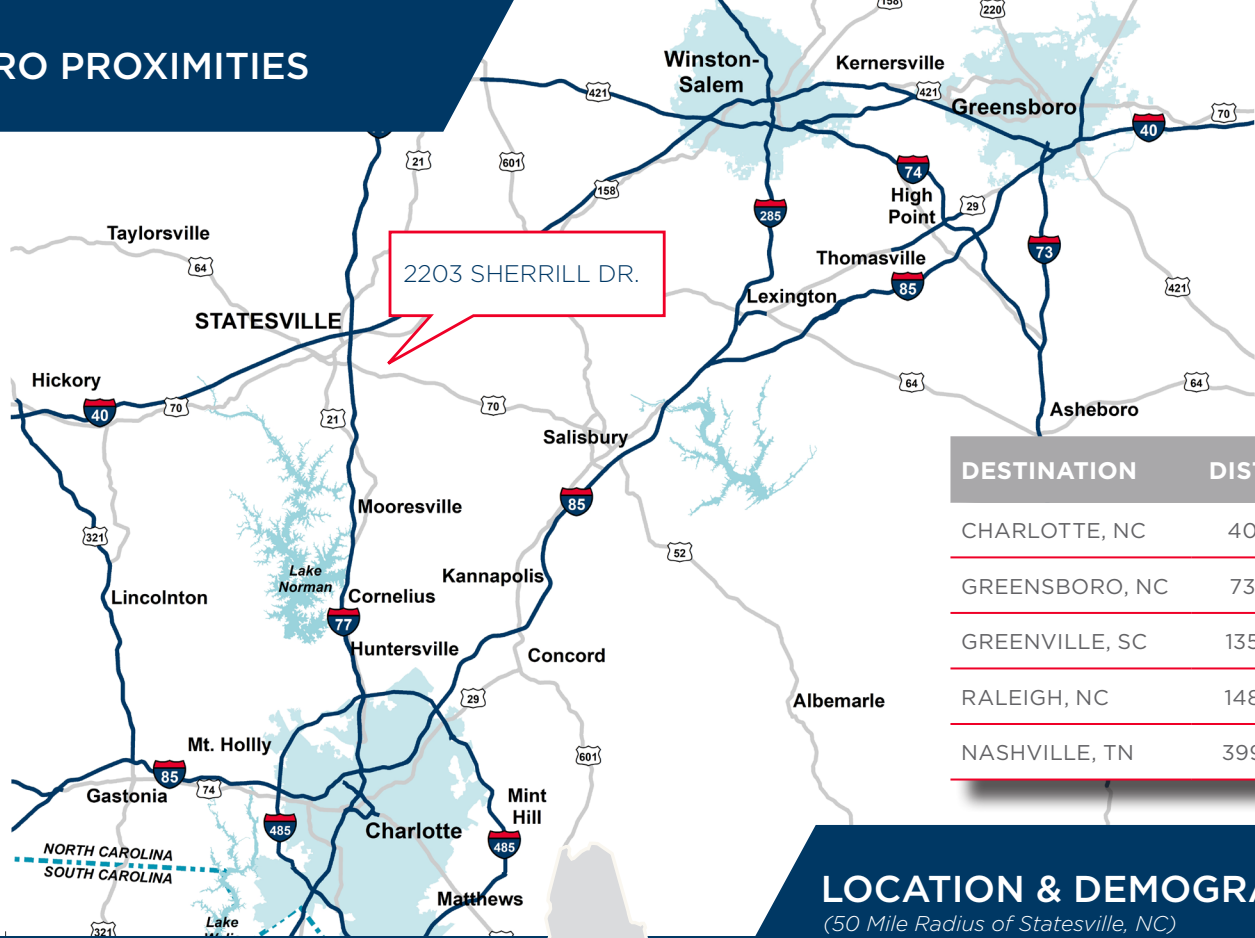 RO PROXIMITIES
158
220
Winston-
Salem
Kernersville
421
421
Greensboro
70
40
21
601
158
74
High
Point
29
285
Taylorsville
64
2203 SHERRILL DR.
Thomasville
73
85
421
Lexington
STATESVILLE
Hickory
40
70
21
70
64
64
Asheboro
Salisbury
85
Mooresville
321
52
Lake
Norman
Kannapolis
Lincolnton
Cornelius
77
Huntersville
Concord
29
Albemarle
Mt. Hollly
601
85
74
Gastonia
Mint
Hill
485
Charlotte
485
NORTH CAROLINA
SOUTH CAROLINA
Matthews
321
Lake
DESTINATION DIST
CHARLOTTE, NC 40
GREENSBORO, NC 73
GREENVILLE, SC 135
RALEIGH, NC 148
NASHVILLE, TN 399
LOCATION & DEMOGRA
(50 Mile Radius of Statesville, NC)